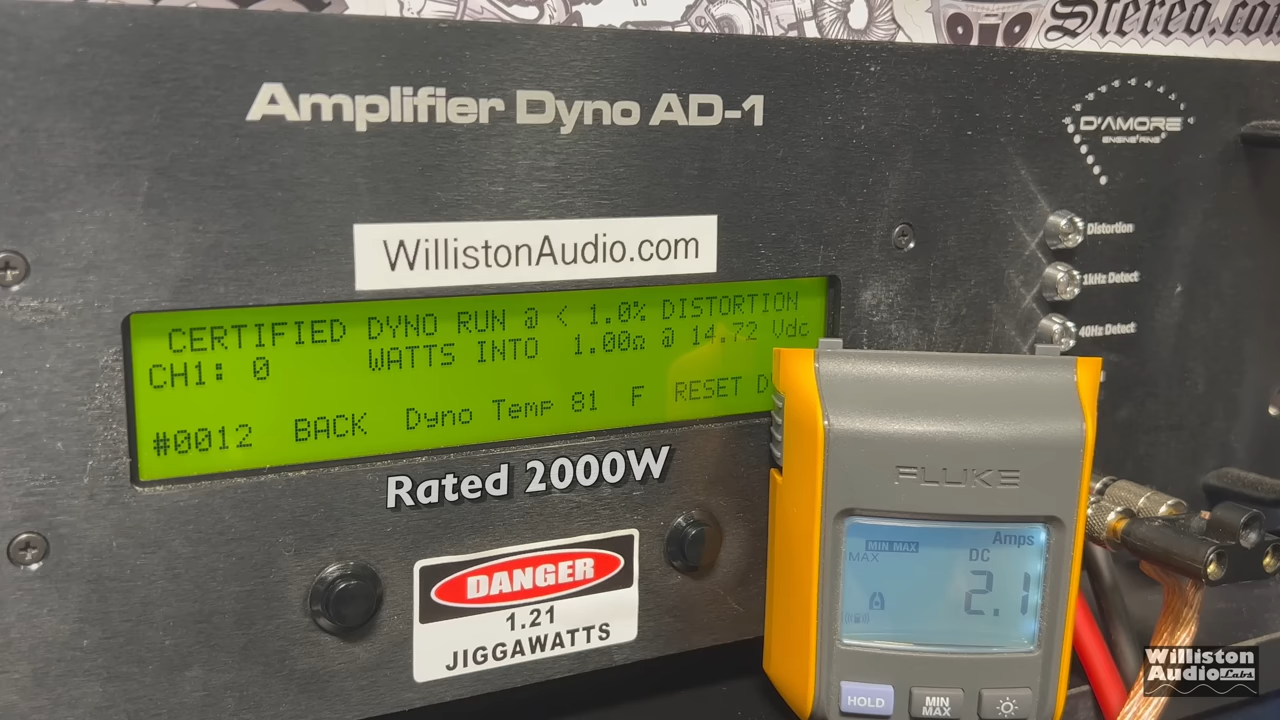 Stereo.com
Amplifier Dyno AD-1
D'AMORE
ENGINEERING
WillistonAudio.com
Distortion
1kHz Detect
40Hz Detect
CERTIFIED DYNO RUN @ < 1.0% DISTORTION
CH1: 0 WATTS INTO 1.00Ω @ 14.72 Vdc
#0012 BACK Dyno Temp 81 F RESET D
Rated 2000W
DANGER
1.21
JIGGAWATTS
FLUKE
MIN MAX Amps
MAX DC
2.1
HOLD
MIN
MAX
Williston
Audio Labs